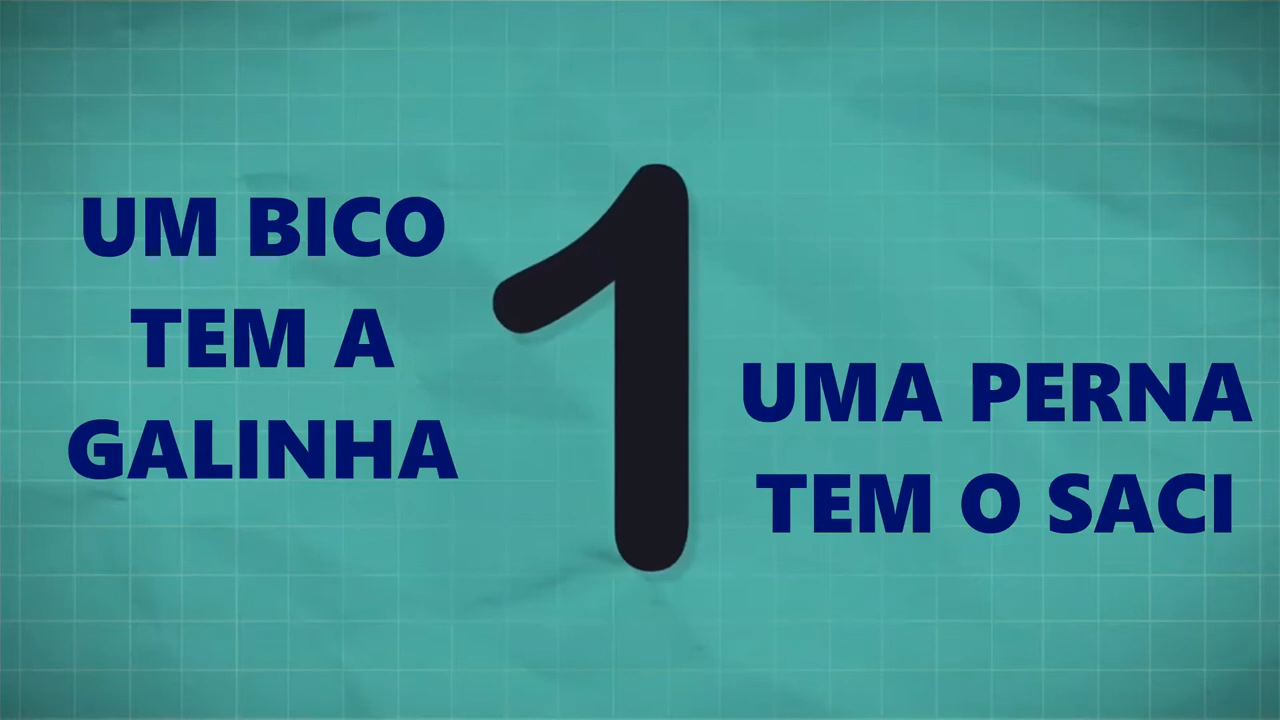 UM BICO
TEM A
GALINHA
1
UMA PERNA
TEM O SACI